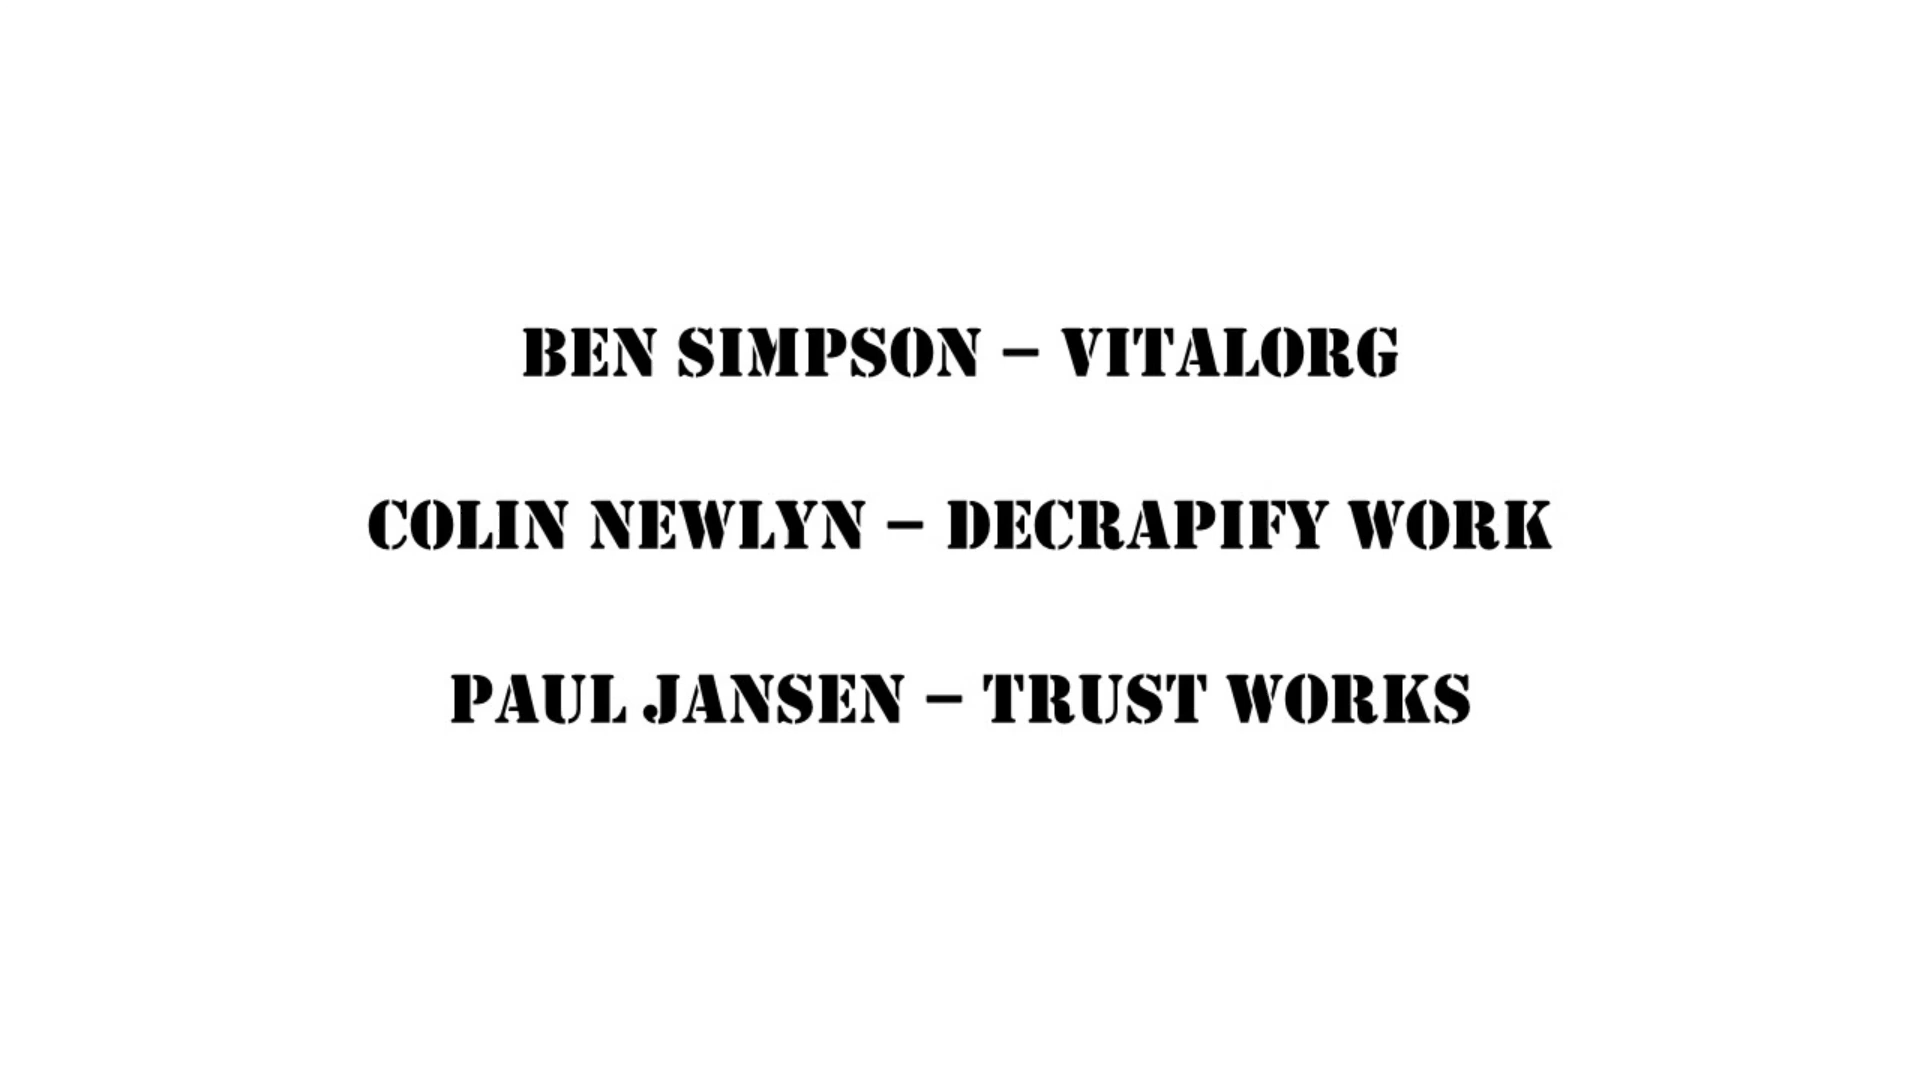 BEN SIMPSON – VITALORG
COLIN NEWLYN – DECRAPIFY WORK
PAUL JANSEN – TRUST WORKS